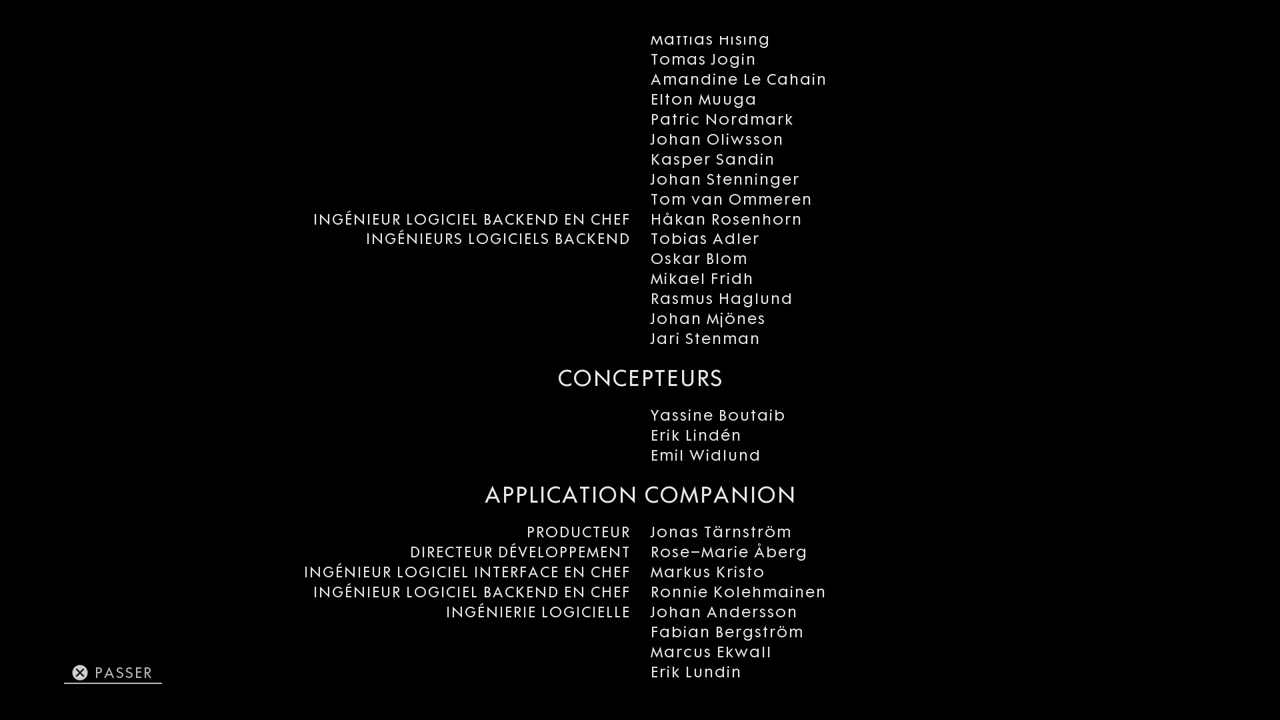 Mattias Hising
Tomas Jogin
Amandine Le Cahain
Elton Muuga
Patric Nordmark
Johan Oliwsson
Kasper Sandin
Johan Stenninger
Tom van Ommeren
INGÉNIEUR LOGICIEL BACKEND EN CHEF Håkan Rosenhorn
INGÉNIEURS LOGICIELS BACKEND Tobias Adler
Oskar Blom
Mikael Fridh
Rasmus Haglund
Johan Mjönes
Jari Stenman
CONCEPTEURS
Yassine Boutaib
Erik Lindén
Emil Widlund
APPLICATION COMPANION
PRODUCTEUR Jonas Tärnström
DIRECTEUR DÉVELOPPEMENT Rose-Marie Åberg
INGÉNIEUR LOGICIEL INTERFACE EN CHEF Markus Kristo
INGÉNIEUR LOGICIEL BACKEND EN CHEF Ronnie Kolehmainen
INGÉNIERIE LOGICIELLE Johan Andersson
Fabian Bergström
Marcus Ekwall
Erik Lundin
PASSER